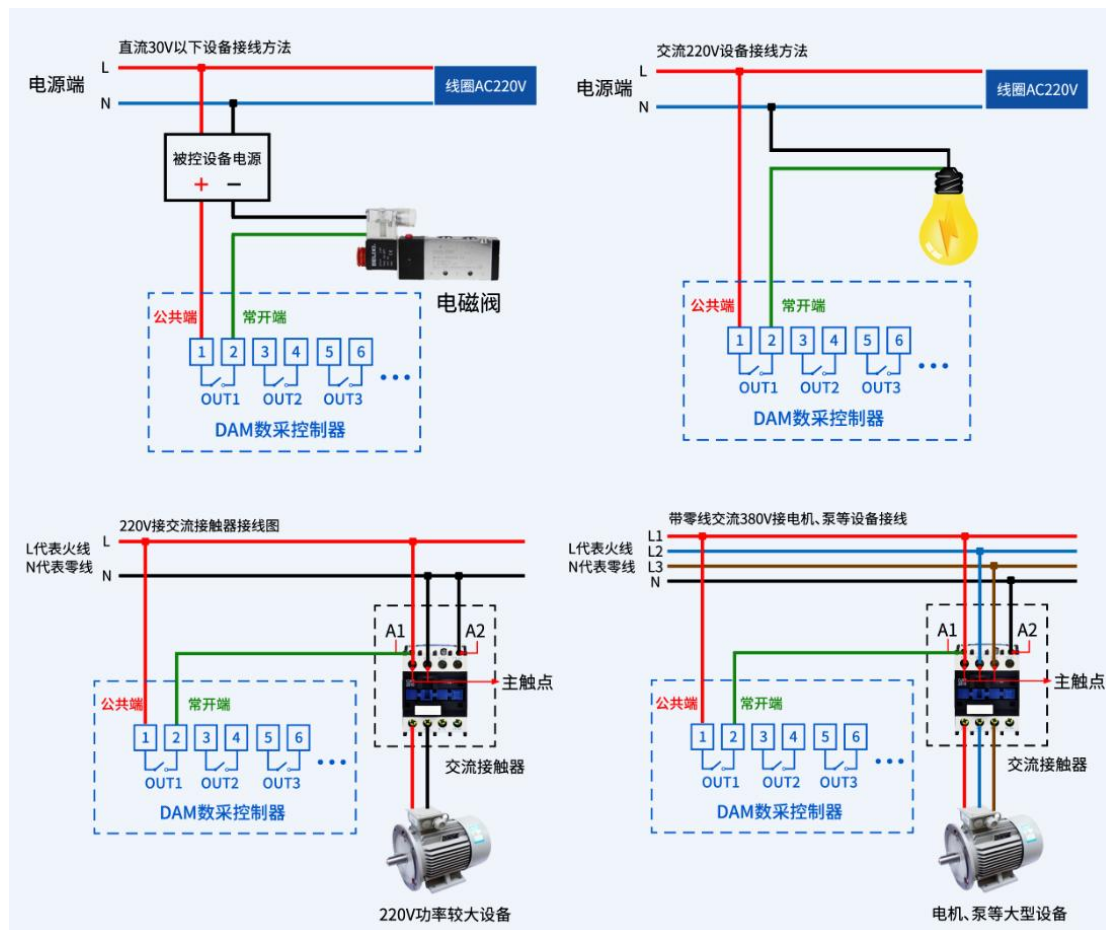 直流30V以下设备接线方法
电源端
L
N
线圈AC220V
被控设备电源
+ −
电磁阀
公共端
常开端
1 2 3 4 5 6
OUT1 OUT2 OUT3
DAM数采控制器
交流220V设备接线方法
电源端
L
N
线圈AC220V
公共端
常开端
1 2 3 4 5 6
OUT1 OUT2 OUT3
DAM数采控制器
220V接交流接触器接线图
L代表火线
N代表零线
L
N
A1
A2
主触点
公共端
常开端
1 2 3 4 5 6
OUT1 OUT2 OUT3
DAM数采控制器
交流接触器
220V功率较大设备
带零线交流380V接电机、泵等设备接线
L代表火线
N代表零线
L1
L2
L3
N
A1
A2
主触点
公共端
常开端
1 2 3 4 5 6
OUT1 OUT2 OUT3
DAM数采控制器
交流接触器
电机、泵等大型设备